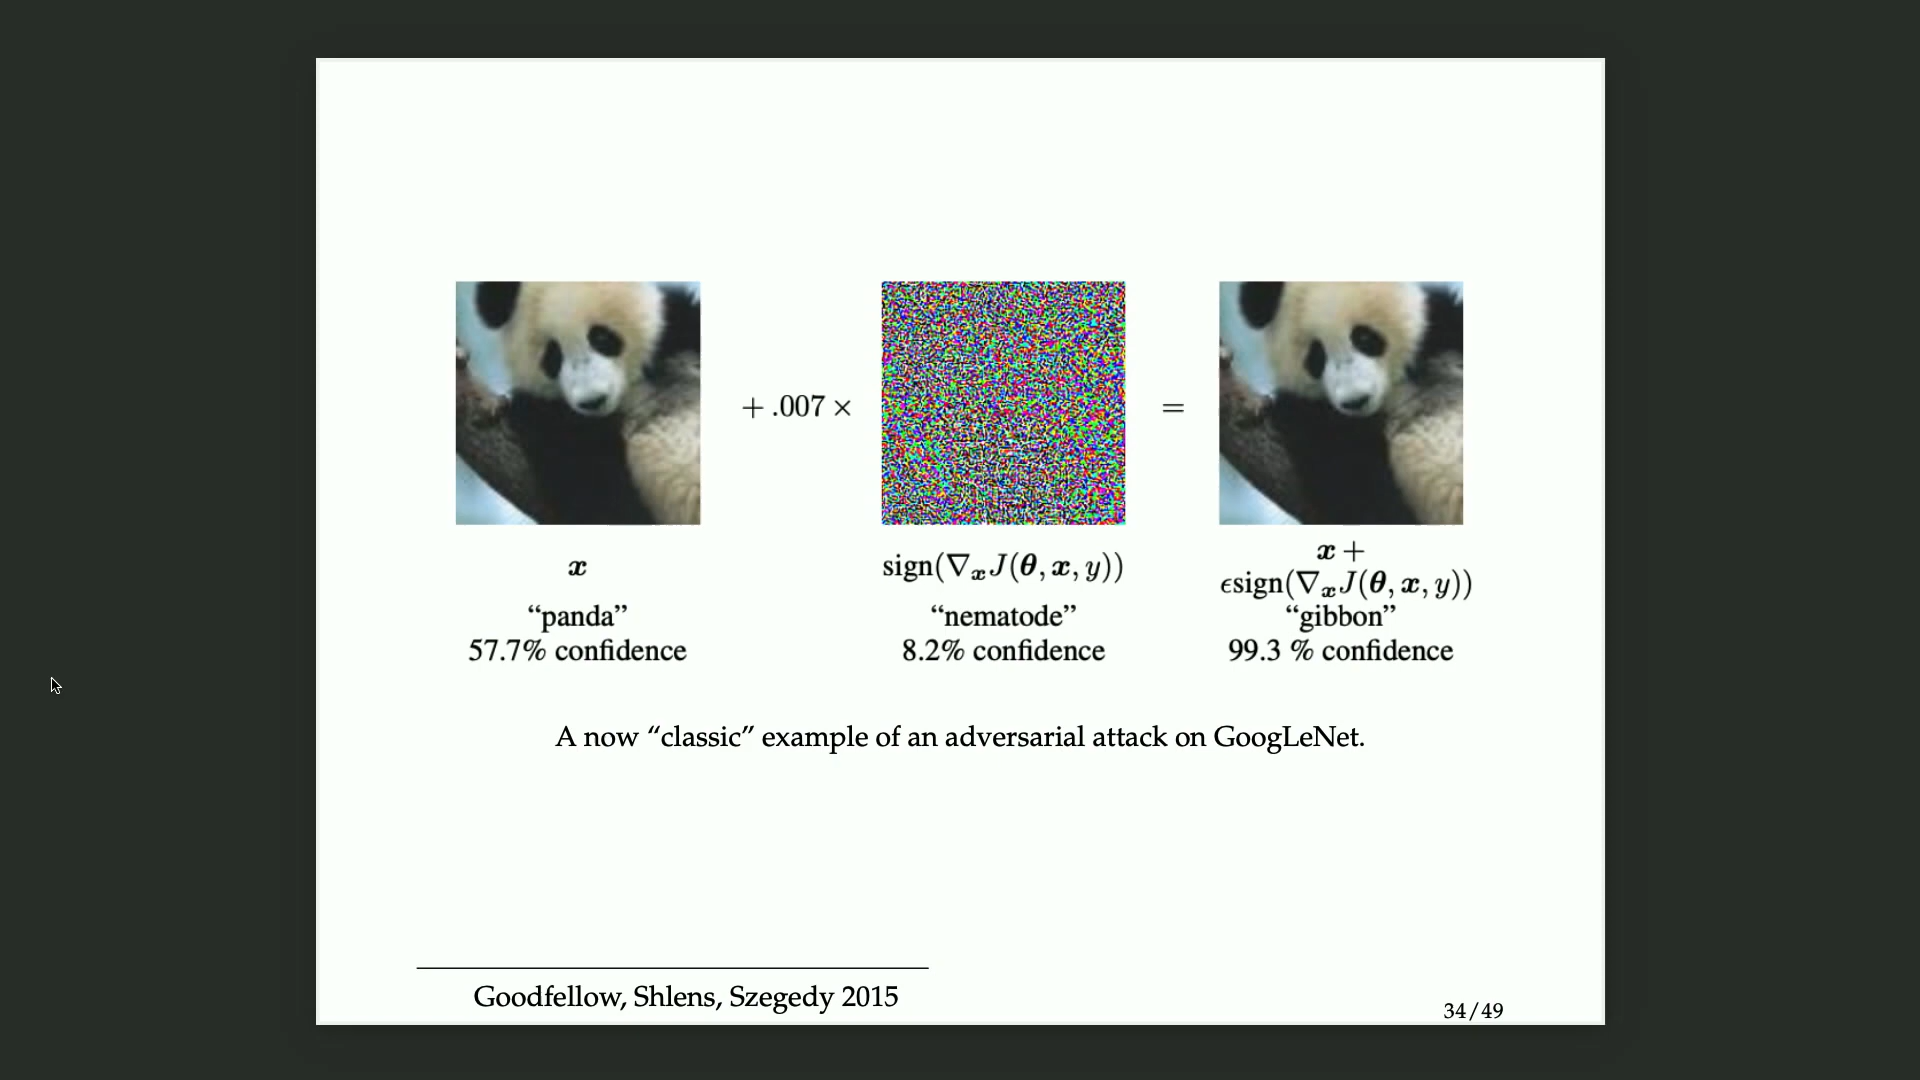 + .007 ×
=
x
sign(∇ₓJ(θ, x, y))
x +
ϵsign(∇ₓJ(θ, x, y))
“panda”
“nematode”
“gibbon”
57.7% confidence
8.2% confidence
99.3 % confidence
A now “classic” example of an adversarial attack on GoogLeNet.
Goodfellow, Shlens, Szegedy 2015
34/49